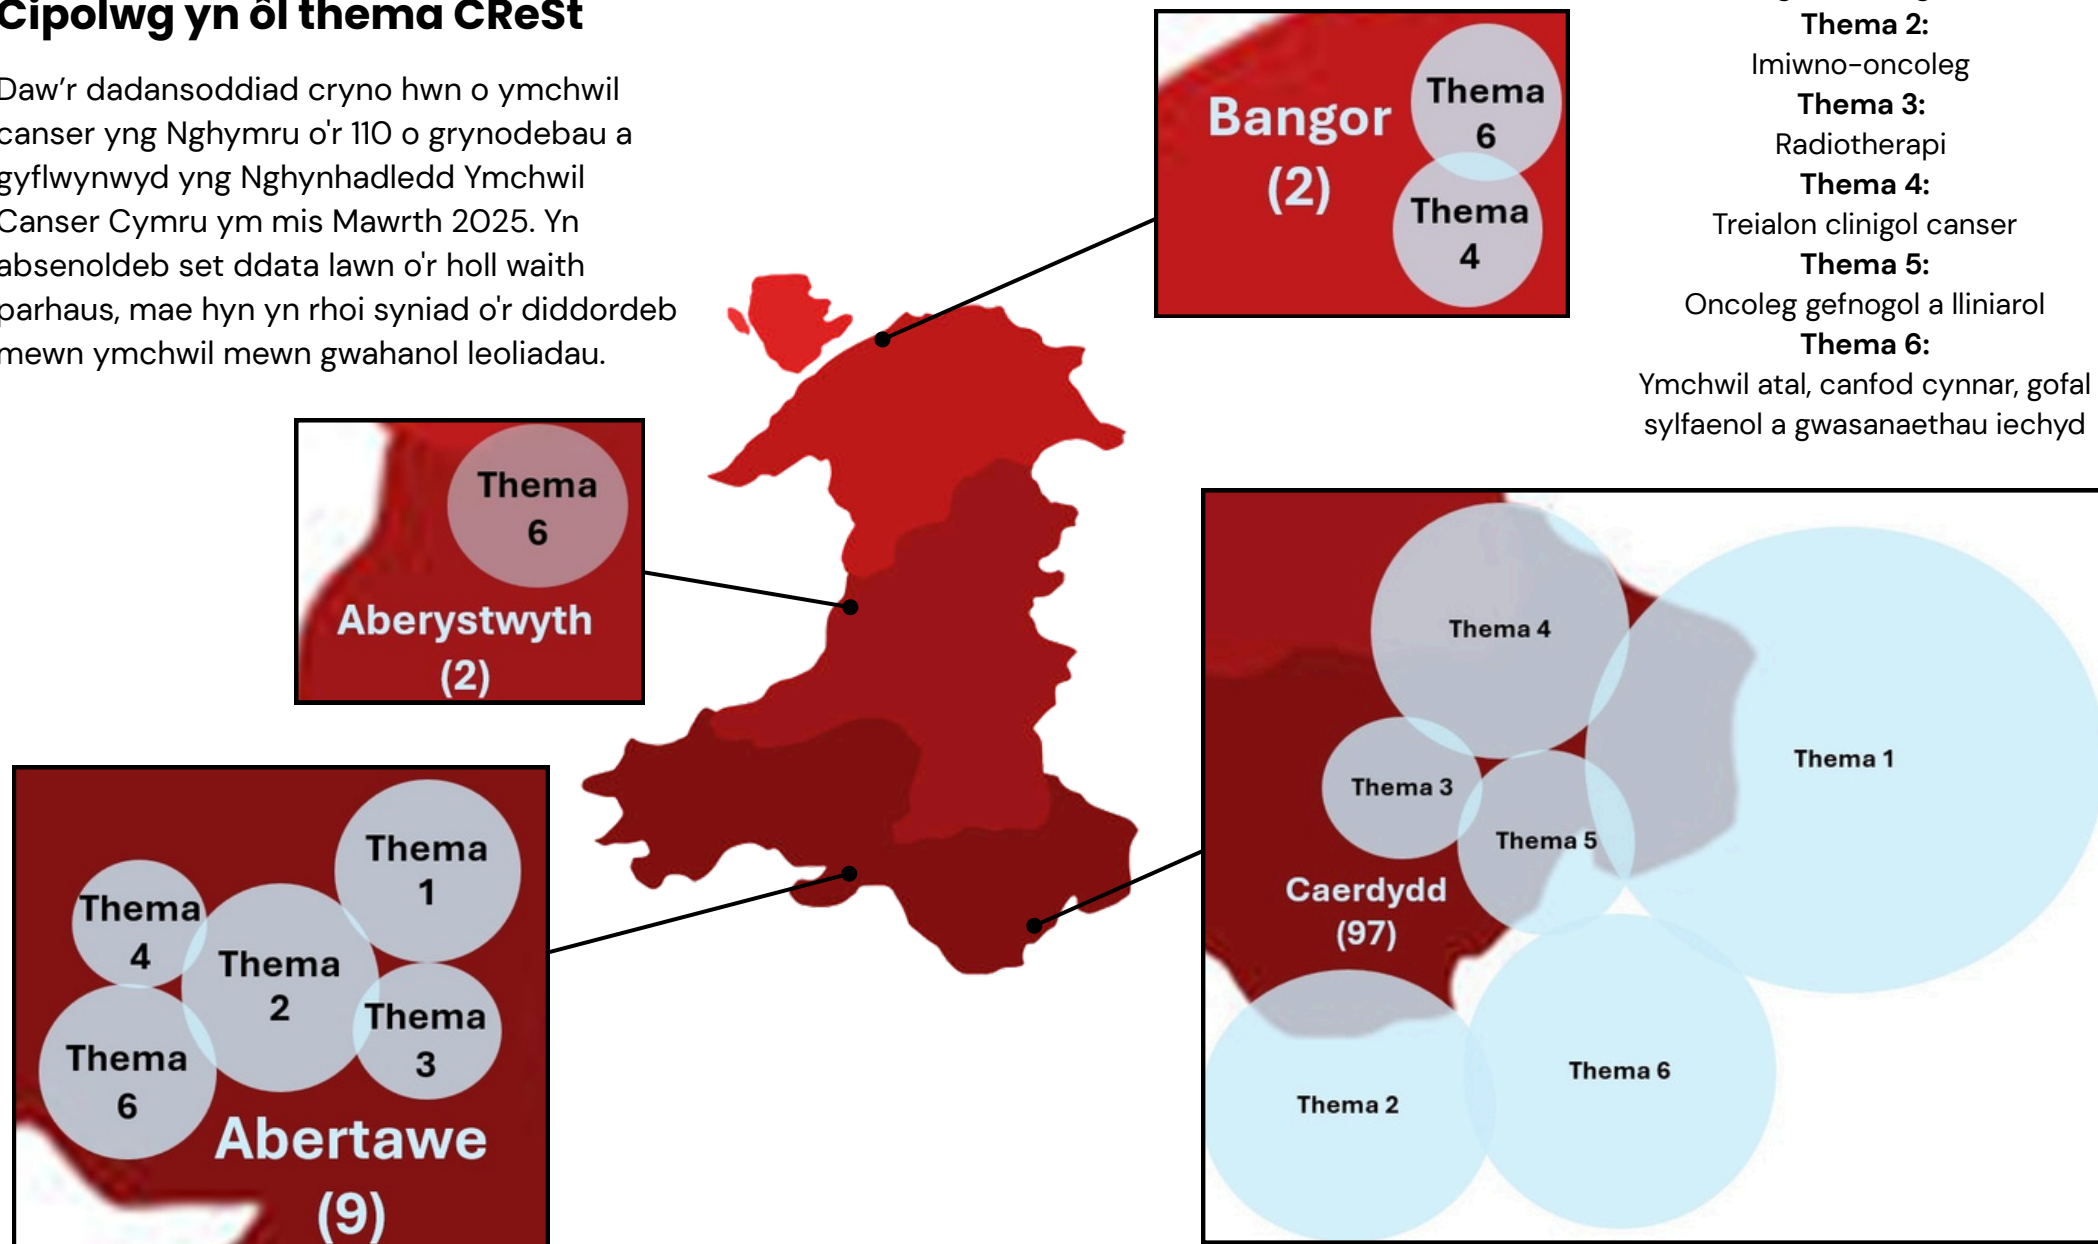 Cipolwg yn ôl thema CReSt
Daw’r dadansoddiad cryno hwn o ymchwil
canser yng Nghymru o'r 110 o grynodebau a
gyflwynwyd yng Nghynhadledd Ymchwil
Canser Cymru ym mis Mawrth 2025. Yn
absenoldeb set ddata lawn o'r holl waith
parhaus, mae hyn yn rhoi syniad o'r diddordeb
mewn ymchwil mewn gwahanol leoliadau.
Thema 2:
Imiwno-oncoleg
Thema 3:
Radiotherapi
Thema 4:
Treialon clinigol canser
Thema 5:
Oncoleg gefnogol a lliniarol
Thema 6:
Ymchwil atal, canfod cynnar, gofal
sylfaenol a gwasanaethau iechyd
Bangor
(2)
Thema
6
Thema
4
Thema
6
Aberystwyth
(2)
Thema
1
Thema
4
Thema
2
Thema
3
Thema
6
Abertawe
(9)
Thema 4
Thema 1
Thema 3
Thema 5
Caerdydd
(97)
Thema 6
Thema 2